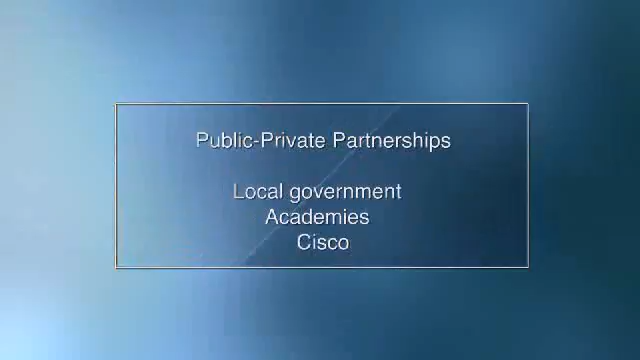 Public-Private Partnerships
Local government
Academies
Cisco